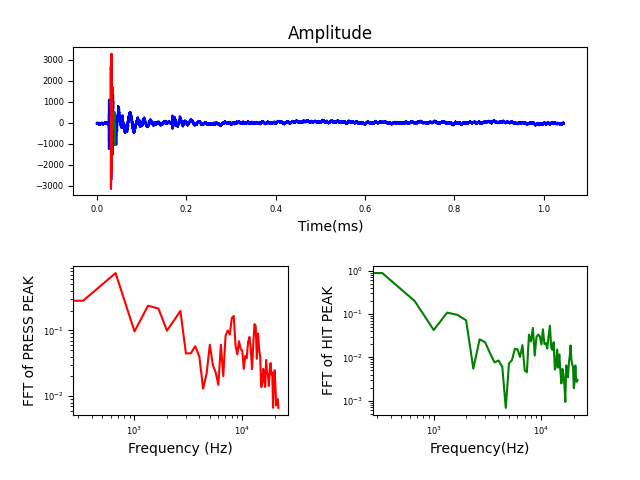 Amplitude
3000
2000
1000
0
−1000
−2000
−3000
0.0 0.2 0.4 0.6 0.8 1.0
Time(ms)
FFT of PRESS PEAK
10⁻¹
10⁻²
10³ 10⁴
Frequency (Hz)
FFT of HIT PEAK
10⁰
10⁻¹
10⁻²
10⁻³
10³ 10⁴
Frequency(Hz)